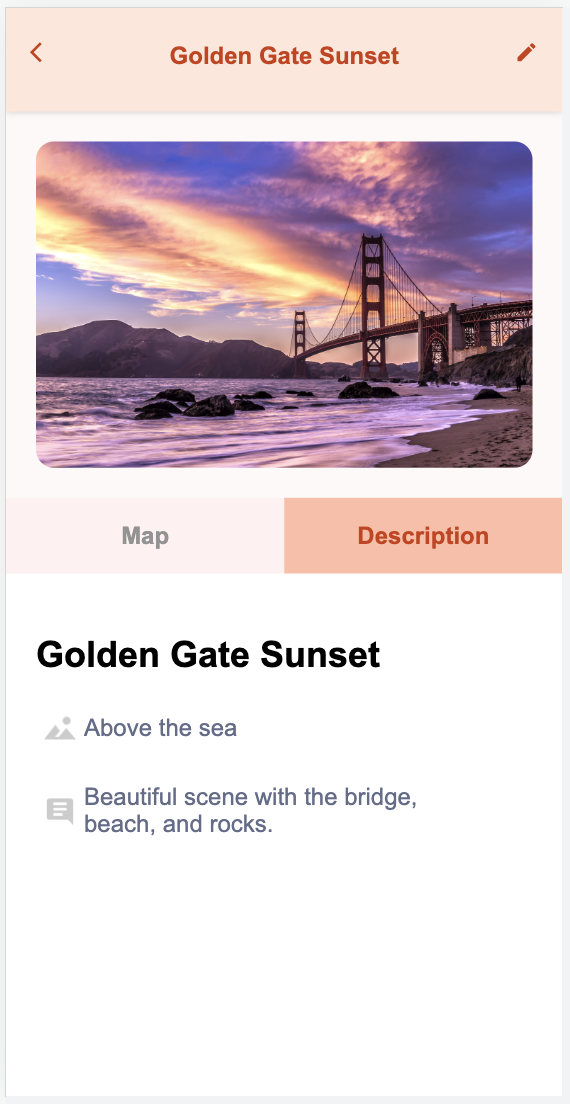 Golden Gate Sunset
Map
Description
Golden Gate Sunset
Above the sea
Beautiful scene with the bridge,
beach, and rocks.